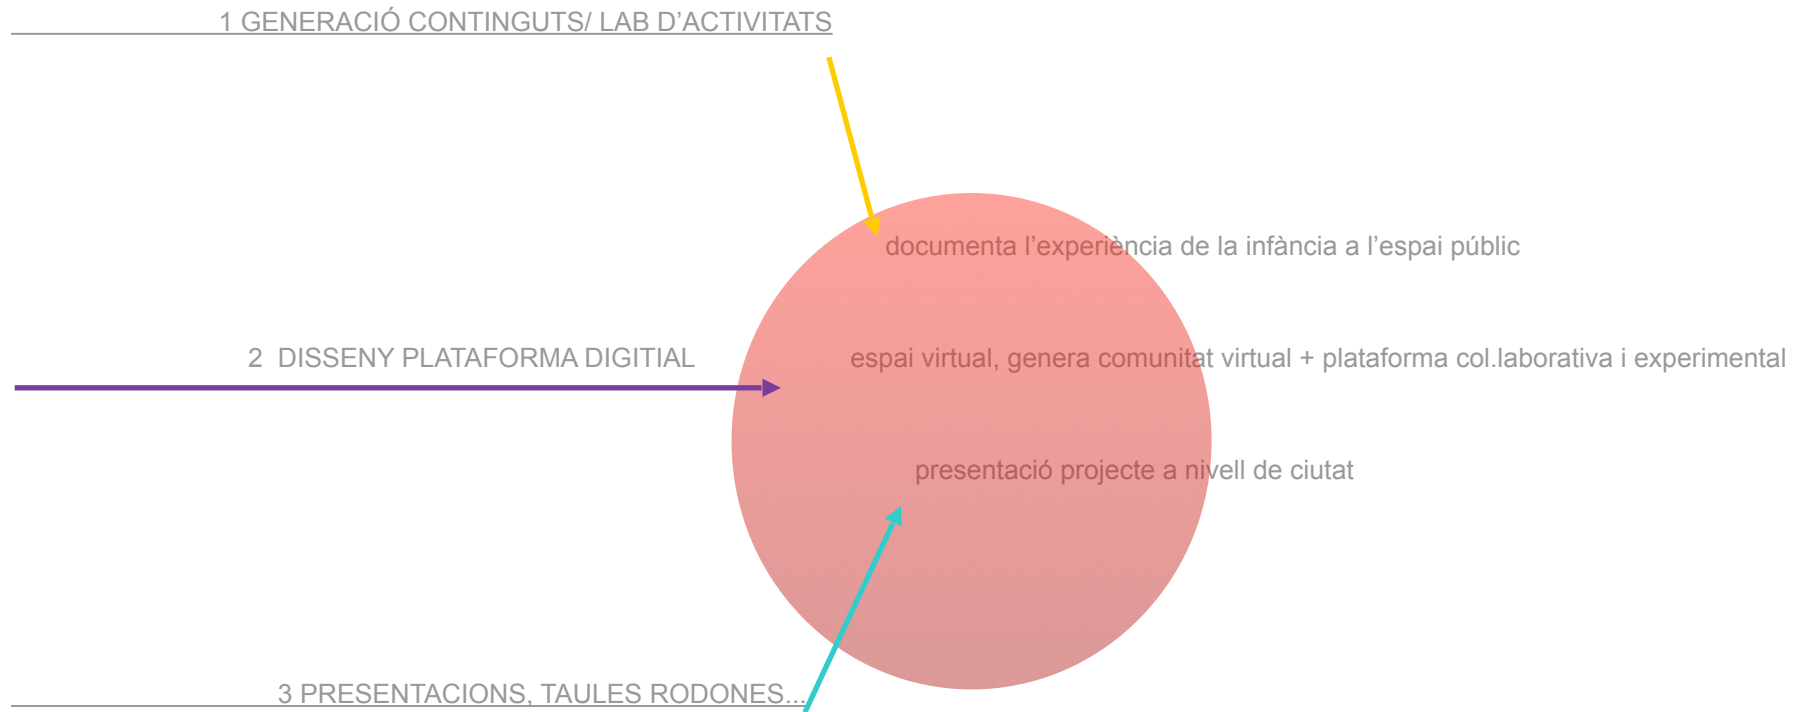 1 GENERACIÓ CONTINGUTS/ LAB D’ACTIVITATS
documenta l’experiència de la infància a l’espai públic
2  DISSENY PLATAFORMA DIGITIAL
espai virtual, genera comunitat virtual + plataforma col.laborativa i experimental
presentació projecte a nivell de ciutat
3 PRESENTACIONS, TAULES RODONES...